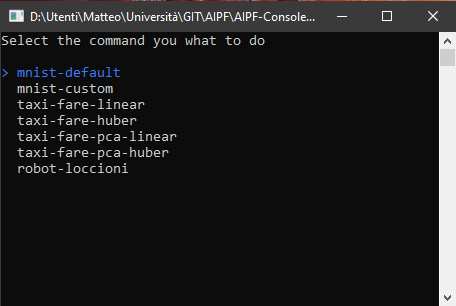 D:\Utenti\Matteo\Università\GIT\AIPF\AIPF-Console...
Select the command you what to do
> mnist-default
mnist-custom
taxi-fare-linear
taxi-fare-huber
taxi-fare-pca-linear
taxi-fare-pca-huber
robot-loccioni